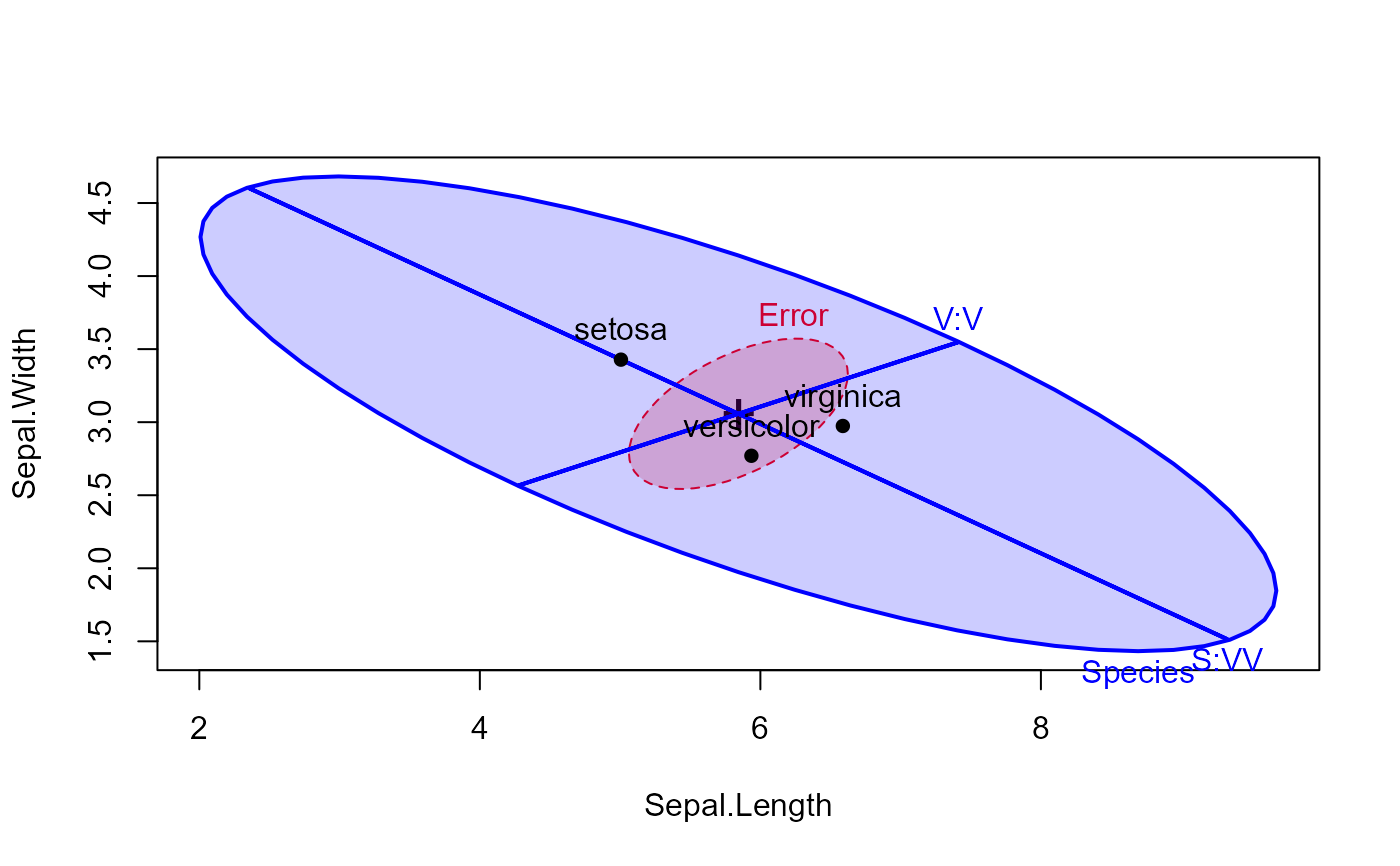 4.5
4.0
3.5
3.0
2.5
2.0
1.5
Sepal.Width
Error
V:V
setosa
virginica
versicolor
S:VV
Species
2 4 6 8
Sepal.Length